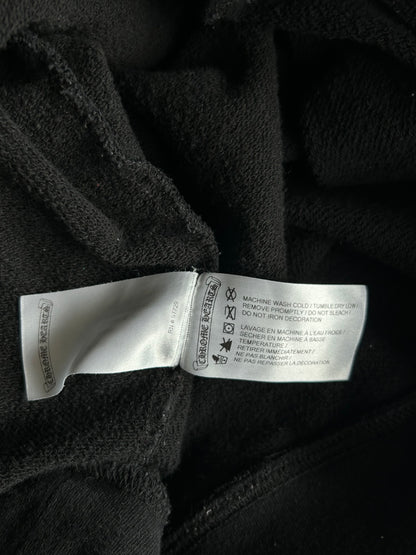 CHROME HEARTS
CHROME HEARTS
MACHINE WASH COLD / TUMBLE DRY LOW /
REMOVE PROMPTLY / DO NOT BLEACH /
DO NOT IRON DECORATION
LAVAGE EN MACHINE À L'EAU FROIDE /
SECHER EN MACHINE A BASSE
TEMPERATURE /
RETIRER IMMEDIATEMENT /
NE PAS BLANCHIR /
NE PAS REPASSER LA DECORATION